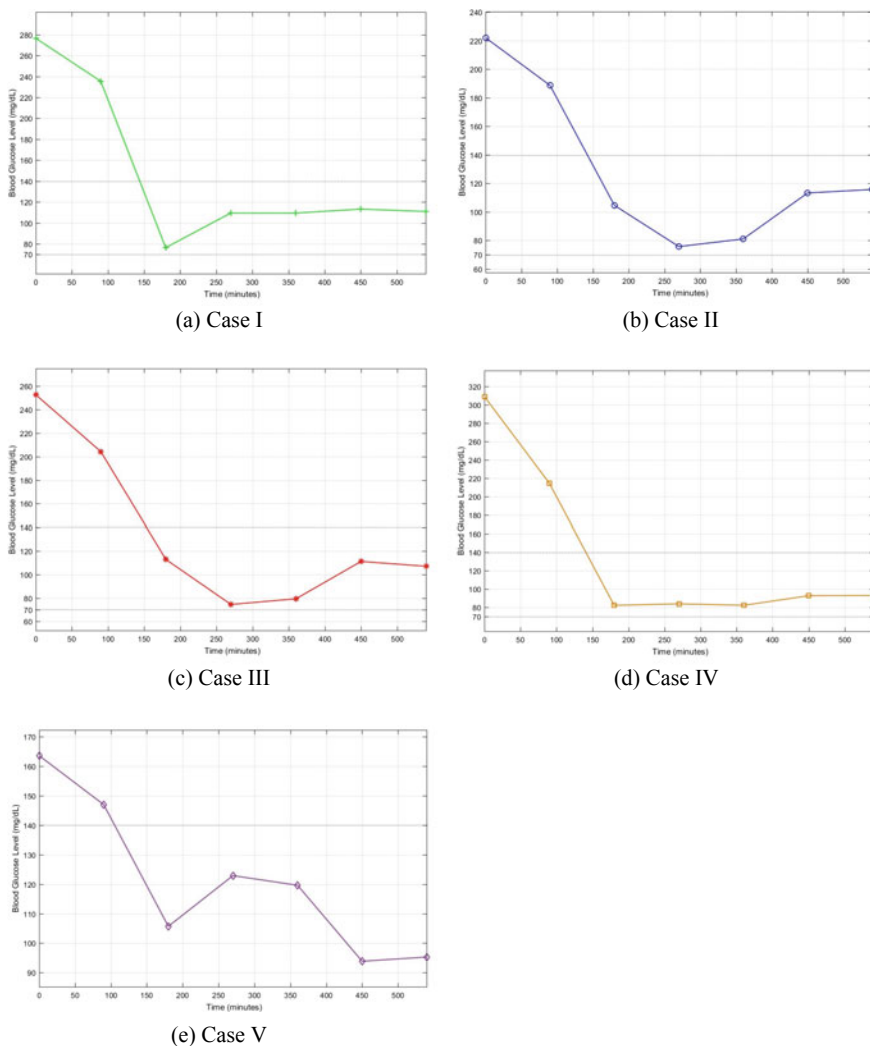 280
260
240
220
200
180
160
140
120
100
80
70
Blood Glucose Level (mg/dL)
0 50 100 150 200 250 300 350 400 450 500
Time (minutes)
(a) Case I
240
220
200
180
160
140
120
100
80
70
60
Blood Glucose Level (mg/dL)
0 50 100 150 200 250 300 350 400 450 500
Time (minutes)
(b) Case II
260
240
220
200
180
160
140
120
100
80
70
60
Blood Glucose Level (mg/dL)
0 50 100 150 200 250 300 350 400 450 500
Time (minutes)
(c) Case III
320
300
280
260
240
220
200
180
160
140
120
100
80
70
Blood Glucose Level (mg/dL)
0 50 100 150 200 250 300 350 400 450 500
Time (minutes)
(d) Case IV
170
160
150
140
130
120
110
100
90
Blood Glucose Level (mg/dL)
0 50 100 150 200 250 300 350 400 450 500
Time (minutes)
(e) Case V